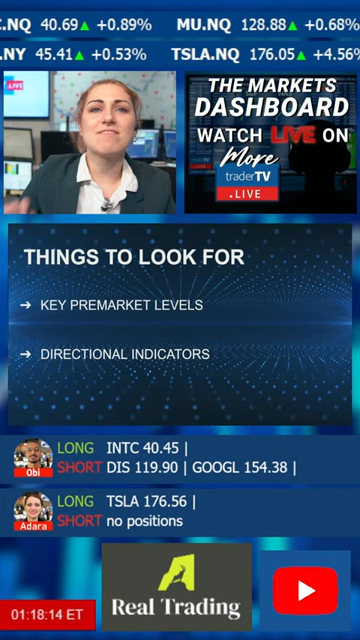 C.NQ 40.69▲ +0.89% MU.NQ 128.88▲ +0.68%
.NY 45.41▲ +0.53% TSLA.NQ 176.05▲ +4.56%
.LIVE
THE MARKETS
DASHBOARD
WATCH LIVE ON
More
traderTV
.LIVE
THINGS TO LOOK FOR
➔ KEY PREMARKET LEVELS
➔ DIRECTIONAL INDICATORS
LONG INTC 40.45 |
SHORT DIS 119.90 | GOOGL 154.38 |
Obi
LONG TSLA 176.56 |
SHORT no positions
Adara
Real Trading
01:18:14 ET